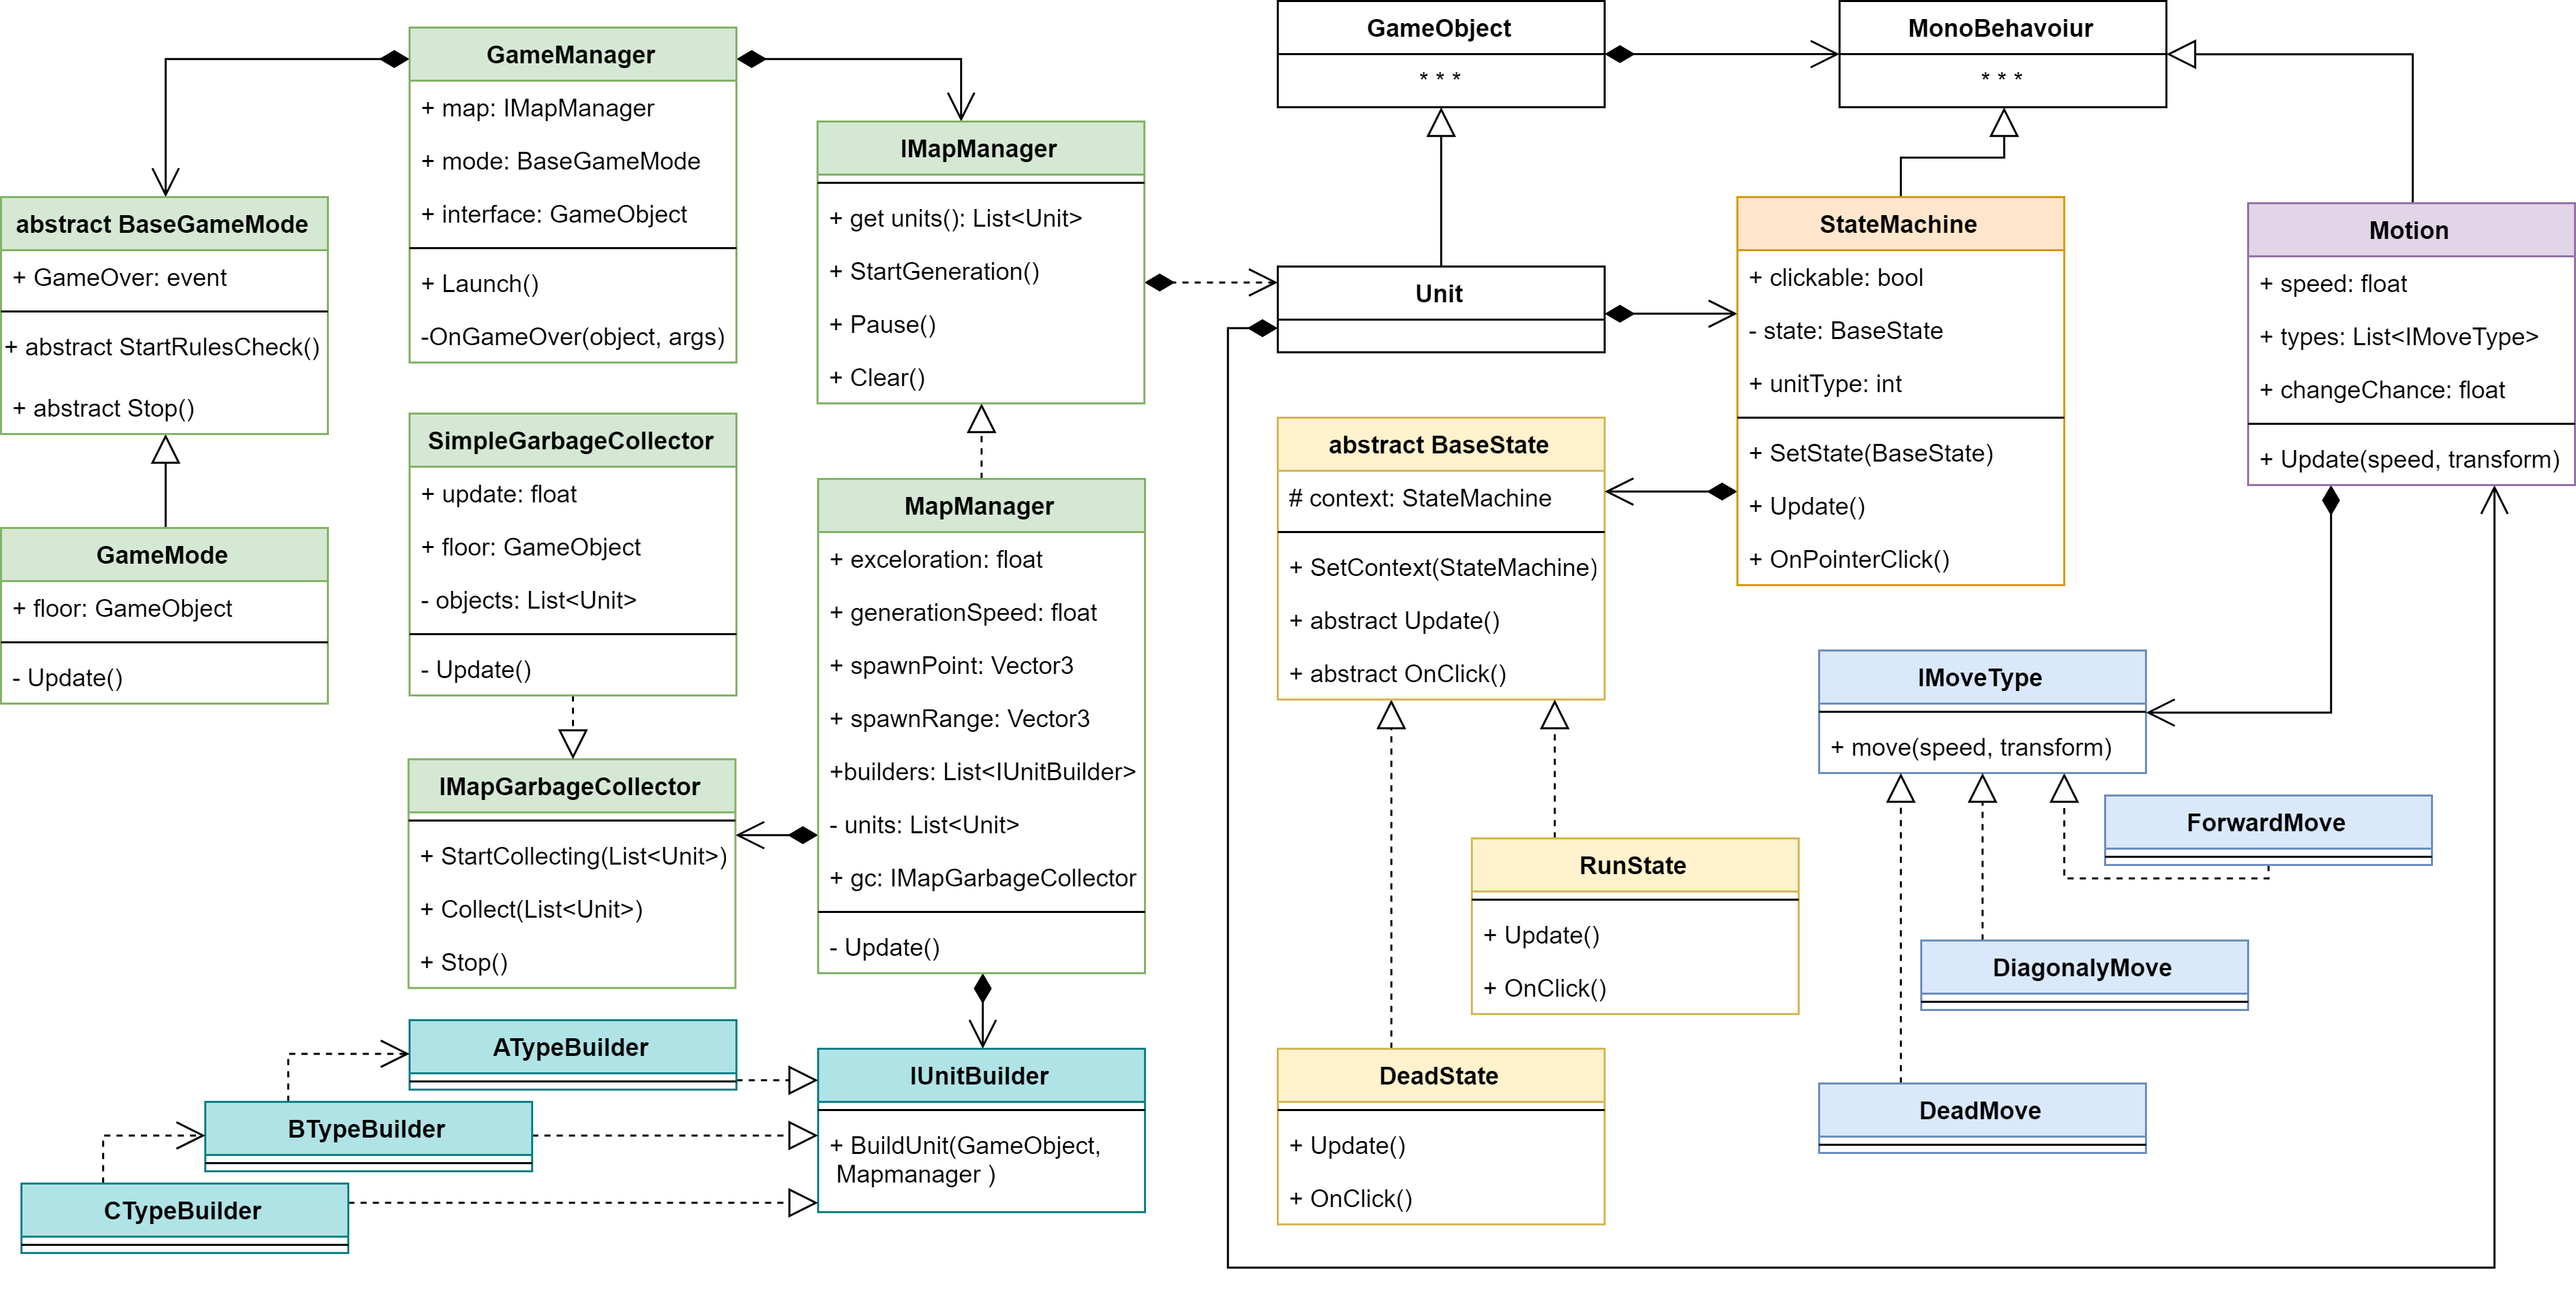 GameManager
+ map: IMapManager
+ mode: BaseGameMode
+ interface: GameObject
+ Launch()
-OnGameOver(object, args)
abstract BaseGameMode
+ GameOver: event
+ abstract StartRulesCheck()
+ abstract Stop()
GameMode
+ floor: GameObject
- Update()
IMapManager
+ get units(): List<Unit>
+ StartGeneration()
+ Pause()
+ Clear()
SimpleGarbageCollector
+ update: float
+ floor: GameObject
- objects: List<Unit>
- Update()
IMapGarbageCollector
+ StartCollecting(List<Unit>)
+ Collect(List<Unit>)
+ Stop()
MapManager
+ exceloration: float
+ generationSpeed: float
+ spawnPoint: Vector3
+ spawnRange: Vector3
+builders: List<IUnitBuilder>
- units: List<Unit>
+ gc: IMapGarbageCollector
- Update()
ATypeBuilder
BTypeBuilder
CTypeBuilder
IUnitBuilder
+ BuildUnit(GameObject,
Mapmanager )
GameObject
* * *
MonoBehavoiur
* * *
Unit
StateMachine
+ clickable: bool
- state: BaseState
+ unitType: int
+ SetState(BaseState)
+ Update()
+ OnPointerClick()
Motion
+ speed: float
+ types: List<IMoveType>
+ changeChance: float
+ Update(speed, transform)
abstract BaseState
# context: StateMachine
+ SetContext(StateMachine)
+ abstract Update()
+ abstract OnClick()
RunState
+ Update()
+ OnClick()
DeadState
+ Update()
+ OnClick()
IMoveType
+ move(speed, transform)
ForwardMove
DiagonalyMove
DeadMove